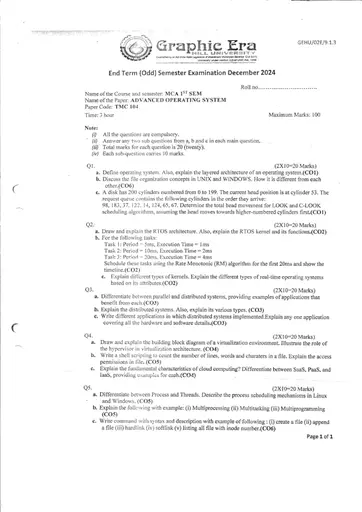 GEHU/02E/9.1.3
Graphic Era
HILL UNIVERSITY
End Term (Odd) Semester Examination December 2024
Roll no..............................
Name of the Course and semester: MCA 1ST SEM
Name of the Paper: ADVANCED OPERATING SYSTEM
Paper Code: TMC 104
Time: 3 hour Maximum Marks: 100
Note:
(i) All the questions are compulsory.
(ii) Answer any two sub questions from a, b and c in each main question.
(iii) Total marks for each question is 20 (twenty).
(iv) Each sub-question carries 10 marks.
Q1. (2X10=20 Marks)
a. Define operating system. Also, explain the layered architecture of an operating system.(CO1)
b. Discuss the file organization concepts in UNIX and WINDOWS. How it is different from each
other.(CO6)
c. A disk has 200 cylinders numbered from 0 to 199. The current head position is at cylinder 53. The
request queue contains the following cylinders in the order they arrive:
98, 183, 37, 122, 14, 124, 65, 67. Determine the total head movement for LOOK and C-LOOK
scheduling algorithms, assuming the head moves towards higher-numbered cylinders first.(CO1)
Q2. (2X10=20 Marks)
a. Draw and explain the RTOS architecture. Also, explain the RTOS kernel and its functions.(CO2)
b. For the following tasks:
Task 1: Period = 5ms, Execution Time = 1ms
Task 2: Period = 10ms, Execution Time = 2ms
Task 3: Period = 20ms, Execution Time = 4ms
Schedule these tasks using the Rate Monotonic (RM) algorithm for the first 20ms and show the
timeline.(CO2)
c. Explain different types of kernels. Explain the different types of real-time operating systems
based on its attributes.(CO2)
Q3. (2X10=20 Marks)
a. Differentiate between parallel and distributed systems, providing examples of applications that
benefit from each.(CO3)
b. Explain the distributed systems. Also, explain its various types. (CO3)
c. Write different applications in which distributed systems implemented.Explain any one application
covering all the hardware and software details.(CO3)
Q4. (2X10=20 Marks)
a. Draw and explain the building block diagram of a virtualization environment. Illustrate the role of
the hypervisor in virtualization architecture. (CO4)
b. Write a shell scripting to count the number of lines, words and charaters in a file. Explain the access
permissions in file. (CO5)
c. Explain the fundamental characteristics of cloud computing? Differentiate between SaaS, PaaS, and
IaaS, providing examples for each.(CO4)
Q5. (2X10=20 Marks)
a. Differentiate between Process and Threads. Describe the process scheduling mechanisms in Linux
and Windows. (CO5)
b. Explain the following with example: (i) Multiprocessing (ii) Multitasking (iii) Multiprogramming
(CO5)
c. Write command with syntax and description with example of following : (i) create a file (ii) append
a file (iii) hardlink (iv) softlink (v) listing all file with inode number.(CO6)
Page 1 of 1